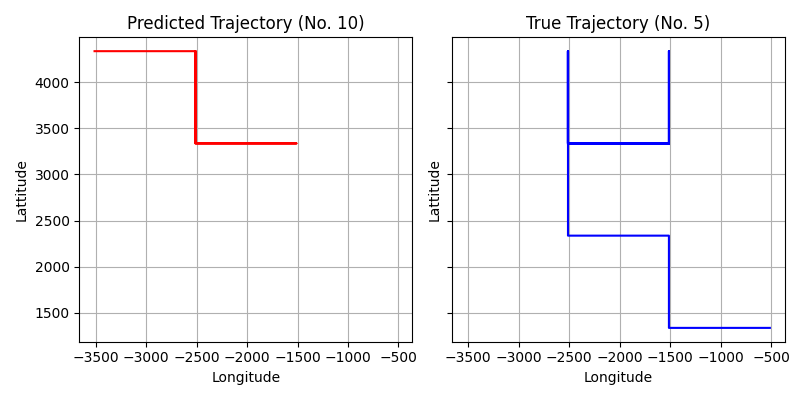 Predicted Trajectory (No. 10)
True Trajectory (No. 5)
Lattitude
4000
3500
3000
2500
2000
1500
−3500 −3000 −2500 −2000 −1500 −1000 −500
Longitude
Lattitude
−3500 −3000 −2500 −2000 −1500 −1000 −500
Longitude